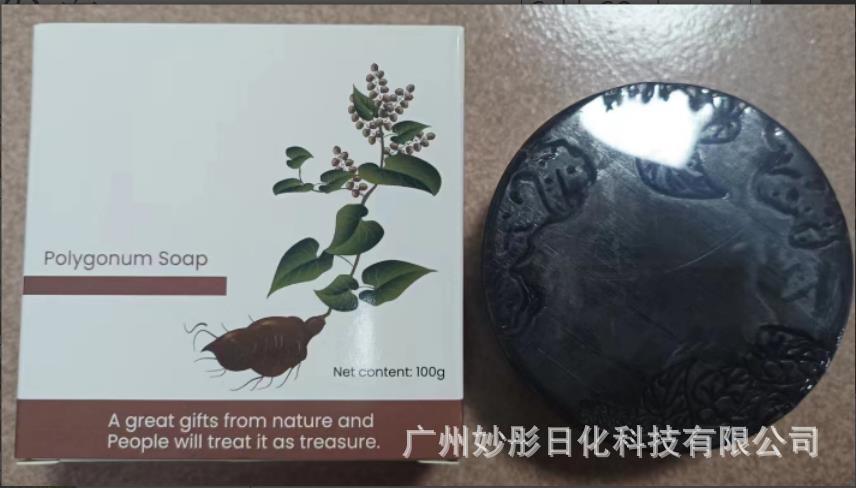 Polygonum Soap
Net content: 100g
A great gifts from nature and
People will treat it as treasure.
广州妙彤日化科技有限公司